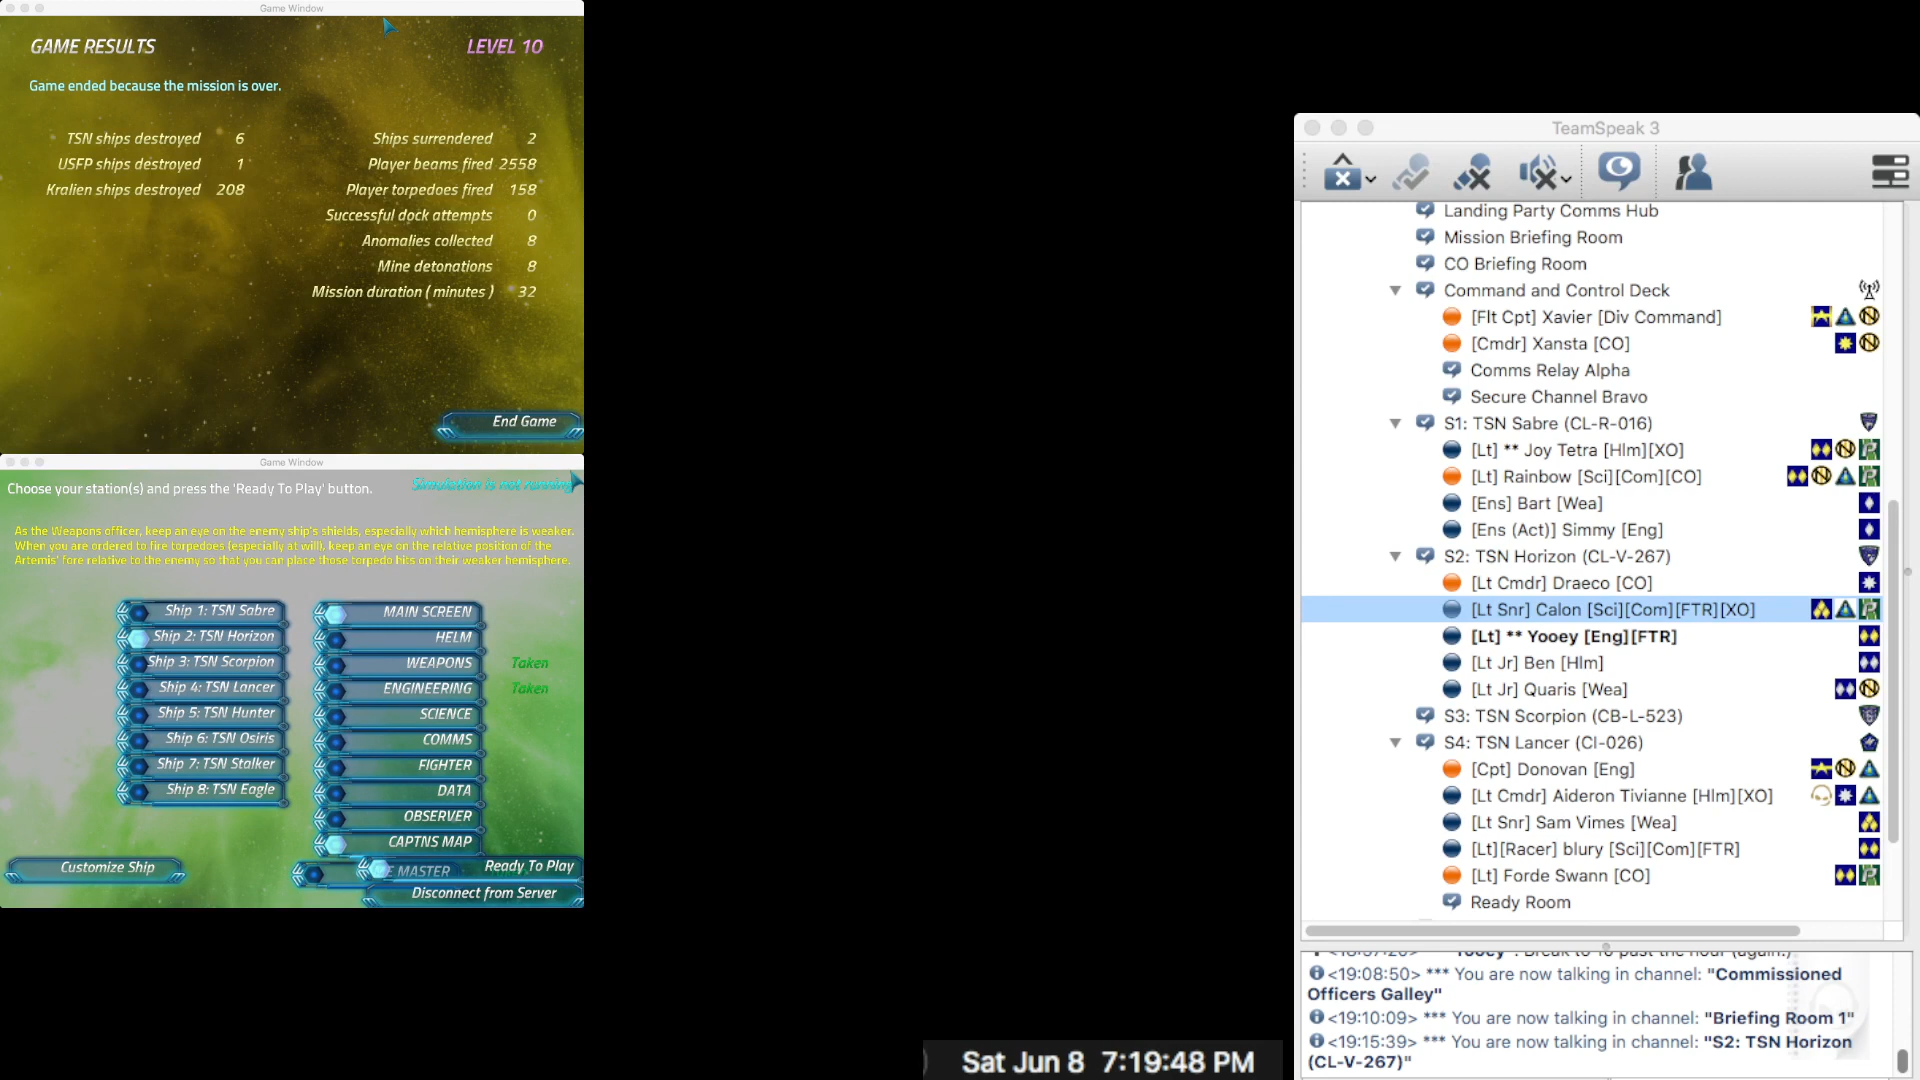 Game Window
GAME RESULTS
LEVEL 10
Game ended because the mission is over.
TSN ships destroyed 6
USFP ships destroyed 1
Kralien ships destroyed 208
Ships surrendered 2
Player beams fired 2558
Player torpedoes fired 158
Successful dock attempts 0
Anomalies collected 8
Mine detonations 8
Mission duration ( minutes ) 32
End Game
Game Window
Choose your station(s) and press the 'Ready To Play' button.
Simulation is not running
As the Weapons officer, keep an eye on the enemy ship's shields, especially which hemisphere is weaker.
When you are ordered to fire torpedoes (especially at will), keep an eye on the relative position of the
Artemis' fore relative to the enemy so that you can place those torpedo hits on their weaker hemisphere.
Ship 1: TSN Sabre
Ship 2: TSN Horizon
Ship 3: TSN Scorpion
Ship 4: TSN Lancer
Ship 5: TSN Hunter
Ship 6: TSN Osiris
Ship 7: TSN Stalker
Ship 8: TSN Eagle
MAIN SCREEN
HELM
WEAPONS Taken
ENGINEERING Taken
SCIENCE
COMMS
FIGHTER
DATA
OBSERVER
CAPTNS MAP
MASTER
Customize Ship
Ready To Play
Disconnect from Server
TeamSpeak 3
Landing Party Comms Hub
Mission Briefing Room
CO Briefing Room
Command and Control Deck
[Flt Cpt] Xavier [Div Command]
[Cmdr] Xansta [CO]
Comms Relay Alpha
Secure Channel Bravo
S1: TSN Sabre (CL-R-016)
[Lt] ** Joy Tetra [Hlm][XO]
[Lt] Rainbow [Sci][Com][CO]
[Ens] Bart [Wea]
[Ens (Act)] Simmy [Eng]
S2: TSN Horizon (CL-V-267)
[Lt Cmdr] Draeco [CO]
[Lt Snr] Calon [Sci][Com][FTR][XO]
[Lt] ** Yooey [Eng][FTR]
[Lt Jr] Ben [Hlm]
[Lt Jr] Quaris [Wea]
S3: TSN Scorpion (CB-L-523)
S4: TSN Lancer (CI-026)
[Cpt] Donovan [Eng]
[Lt Cmdr] Aideron Tivianne [Hlm][XO]
[Lt Snr] Sam Vimes [Wea]
[Lt][Racer] blury [Sci][Com][FTR]
[Lt] Forde Swann [CO]
Ready Room
<19:08:50> *** You are now talking in channel: "Commissioned
Officers Galley"
<19:10:09> *** You are now talking in channel: "Briefing Room 1"
<19:15:39> *** You are now talking in channel: "S2: TSN Horizon
(CL-V-267)"
Sat Jun 8 7:19:48 PM